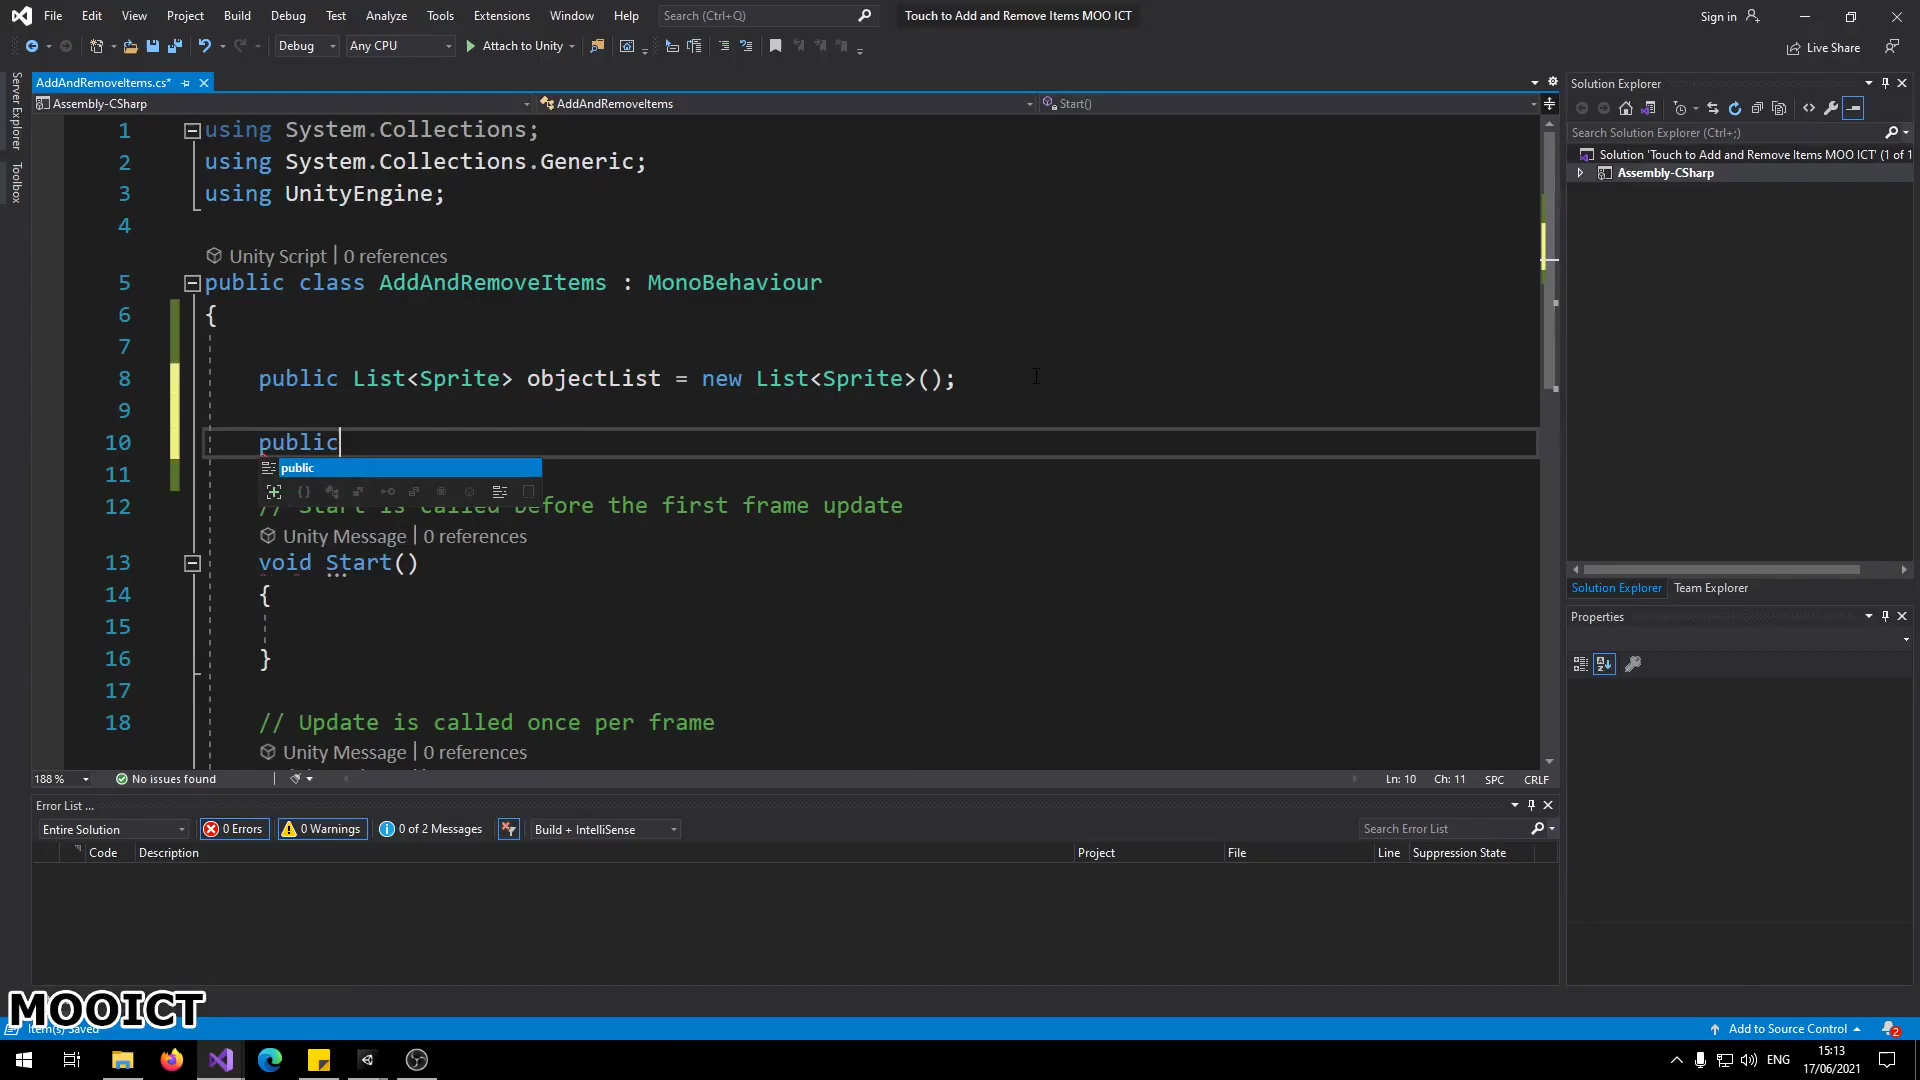 File Edit View Project Build Debug Test Analyze Tools Extensions Window Help Search (Ctrl+Q) Touch to Add and Remove Items MOO ICT Sign in
Debug Any CPU Attach to Unity Live Share
Server Explorer
Toolbox
AddAndRemoveItems.cs*
Assembly-CSharp AddAndRemoveItems Start()
1 using System.Collections;
2 using System.Collections.Generic;
3 using UnityEngine;
4
Unity Script | 0 references
5 public class AddAndRemoveItems : MonoBehaviour
6 {
7
8 public List<Sprite> objectList = new List<Sprite>();
9
10 public
public
11
12 // Start is called before the first frame update
Unity Message | 0 references
13 void Start()
14 {
15
16 }
17
18 // Update is called once per frame
Unity Message | 0 references
188 % No issues found Ln: 10 Ch: 11 SPC CRLF
Error List ...
Entire Solution 0 Errors 0 Warnings 0 of 2 Messages Build + IntelliSense Search Error List
Code Description Project File Line Suppression State
Solution Explorer
Search Solution Explorer (Ctrl+;)
Solution 'Touch to Add and Remove Items MOO ICT' (1 of 1
Assembly-CSharp
Solution Explorer Team Explorer
Properties
MOOICT
Item(s) Saved Add to Source Control 2
ENG 15:13
17/06/2021